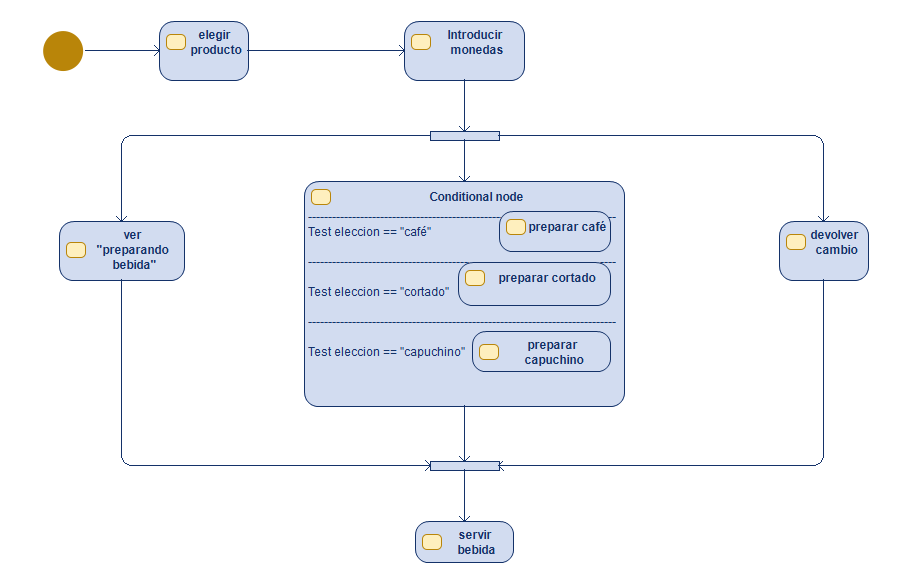 elegir
producto
Introducir
monedas
Conditional node
Test eleccion == "café"
preparar café
Test eleccion == "cortado"
preparar cortado
Test eleccion == "capuchino"
preparar
capuchino
ver
"preparando
bebida"
devolver
cambio
servir
bebida